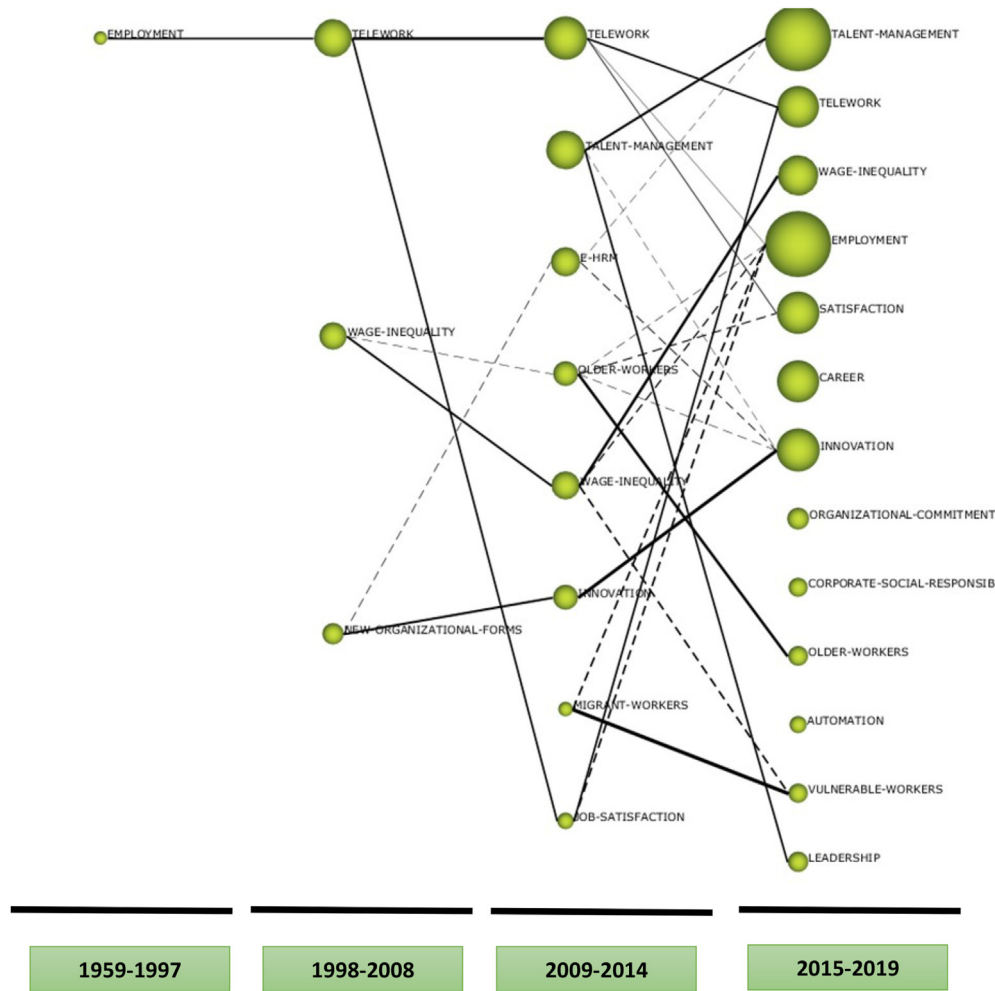 EMPLOYMENT
TELEWORK
TELEWORK
TALENT-MANAGEMENT
TELEWORK
TALENT-MANAGEMENT
WAGE-INEQUALITY
EMPLOYMENT
E-HRM
SATISFACTION
WAGE-INEQUALITY
OLDER-WORKERS
CAREER
INNOVATION
WAGE-INEQUALITY
ORGANIZATIONAL-COMMITMENT
CORPORATE-SOCIAL-RESPONSIB
INNOVATION
NEW-ORGANIZATIONAL-FORMS
OLDER-WORKERS
MIGRANT-WORKERS
AUTOMATION
VULNERABLE-WORKERS
JOB-SATISFACTION
LEADERSHIP
1959-1997
1998-2008
2009-2014
2015-2019